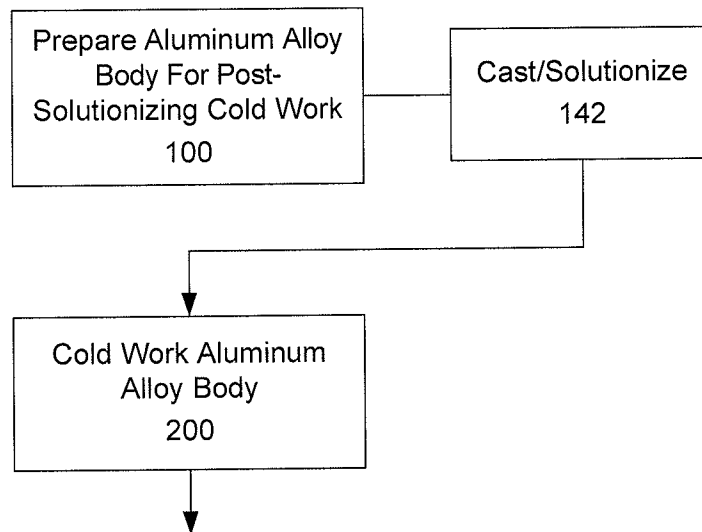 Prepare Aluminum Alloy
Body For Post-
Solutionizing Cold Work
100
Cast/Solutionize
142
Cold Work Aluminum
Alloy Body
200